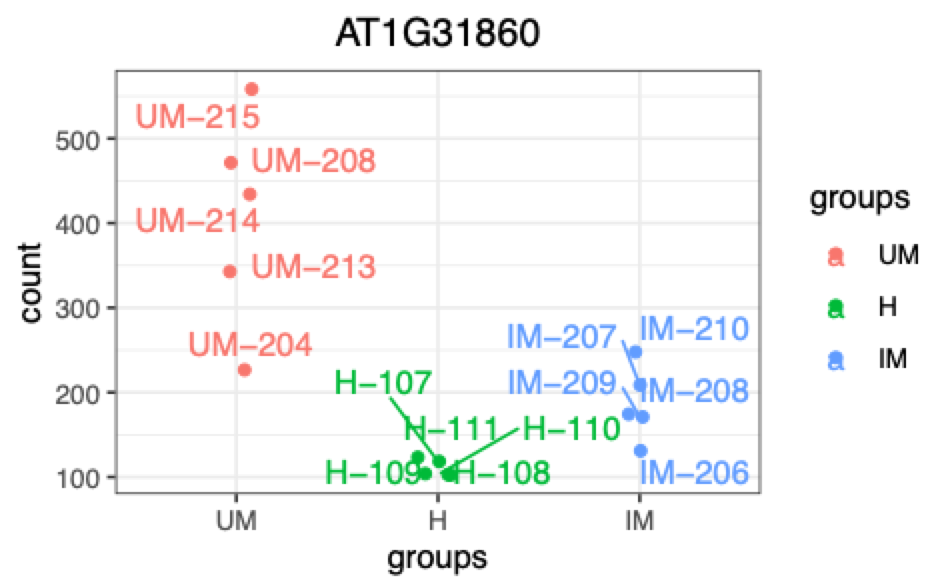 AT1G31860
count
500
400
300
200
100
UM−215
UM−208
UM−214
UM−213
UM−204
H−107
H−111
H−110
H−109
H−108
IM−207
IM−210
IM−209
IM−208
IM−206
UM
H
IM
groups
groups
a UM
a H
a IM